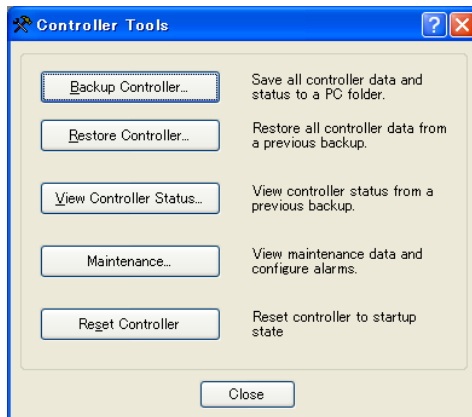 Controller Tools
Backup Controller...
Save all controller data and
status to a PC folder.
Restore Controller...
Restore all controller data from
a previous backup.
View Controller Status...
View controller status from a
previous backup.
Maintenance...
View maintenance data and
configure alarms.
Reset Controller
Reset controller to startup
state
Close